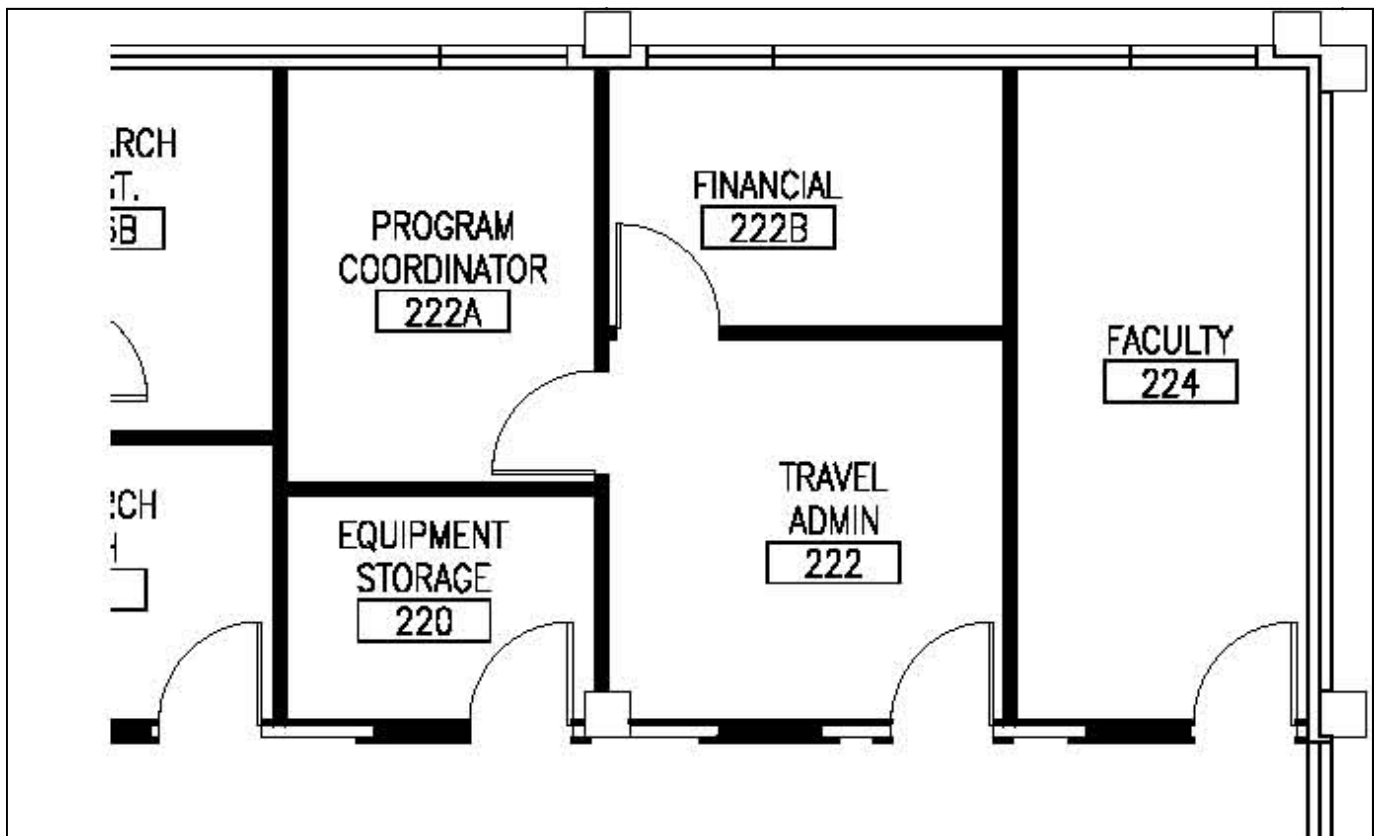 PROGRAM
COORDINATOR
222A
FINANCIAL
222B
FACULTY
224
TRAVEL
ADMIN
222
EQUIPMENT
STORAGE
220